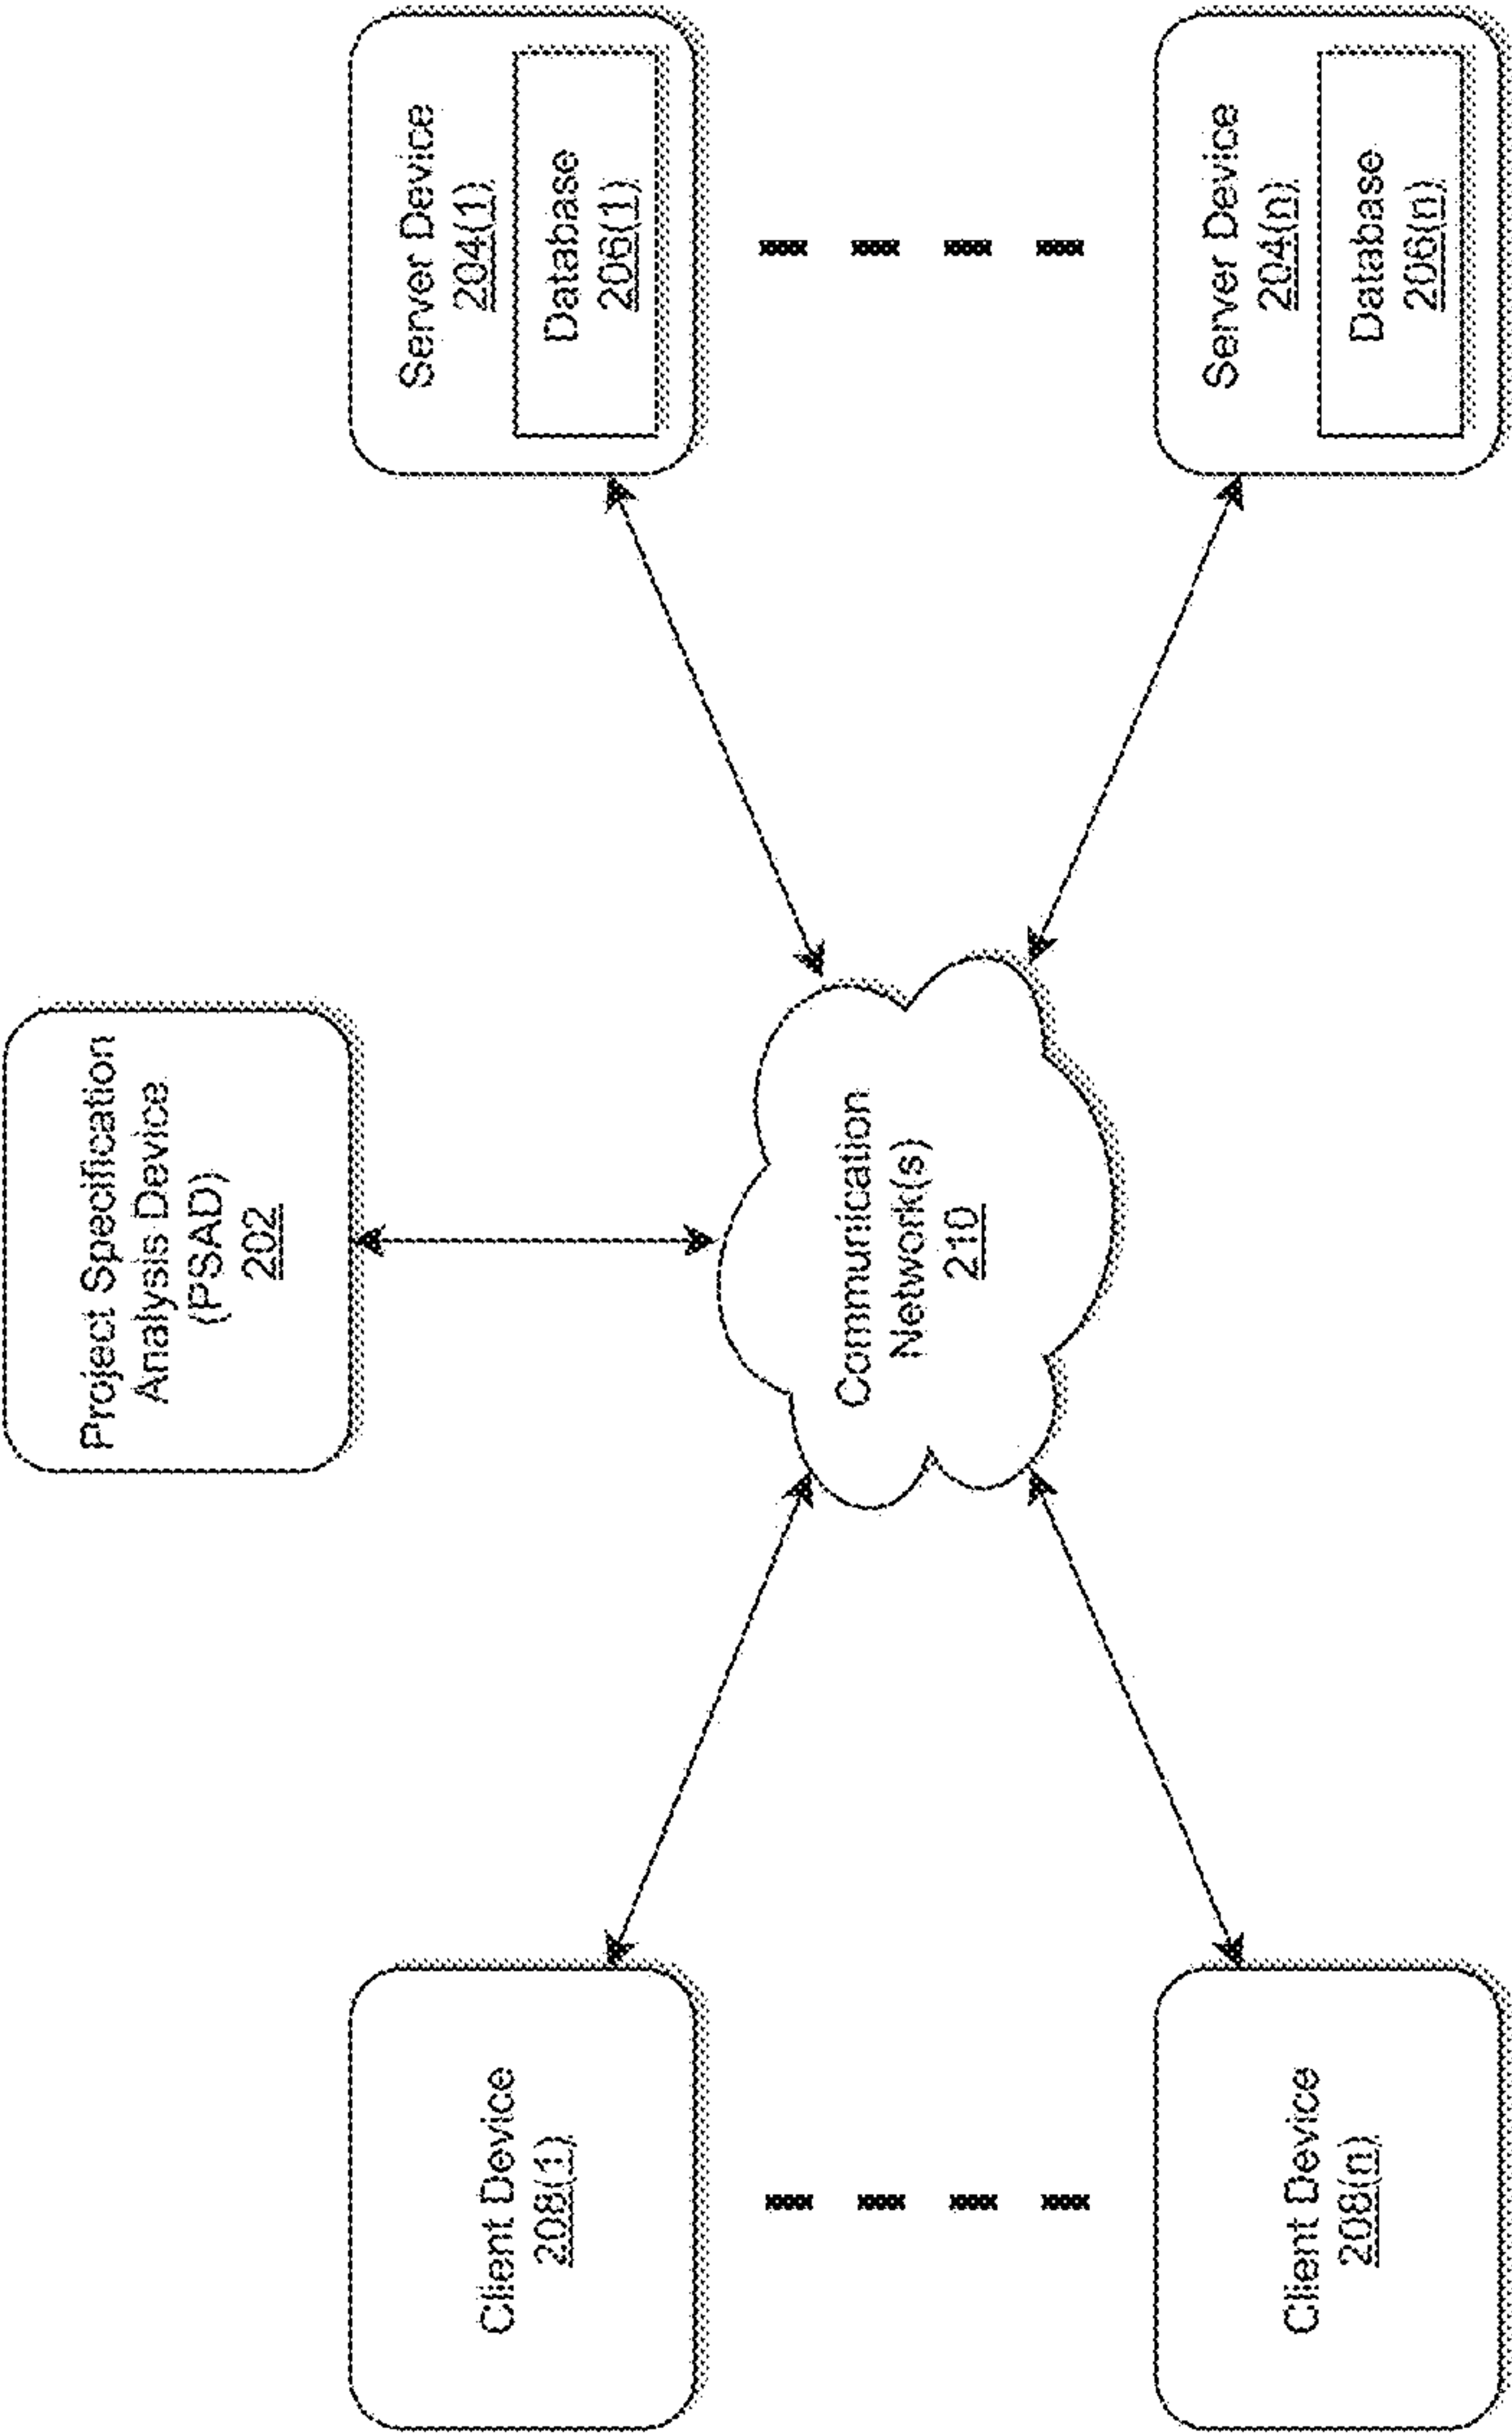 Project Specification
Analysis Device
(PSAD)
202
Client Device
208(1)
Client Device
208(n)
Communication
Network(s)
210
Server Device
204(1)
Database
206(1)
Server Device
204(n)
Database
206(n)